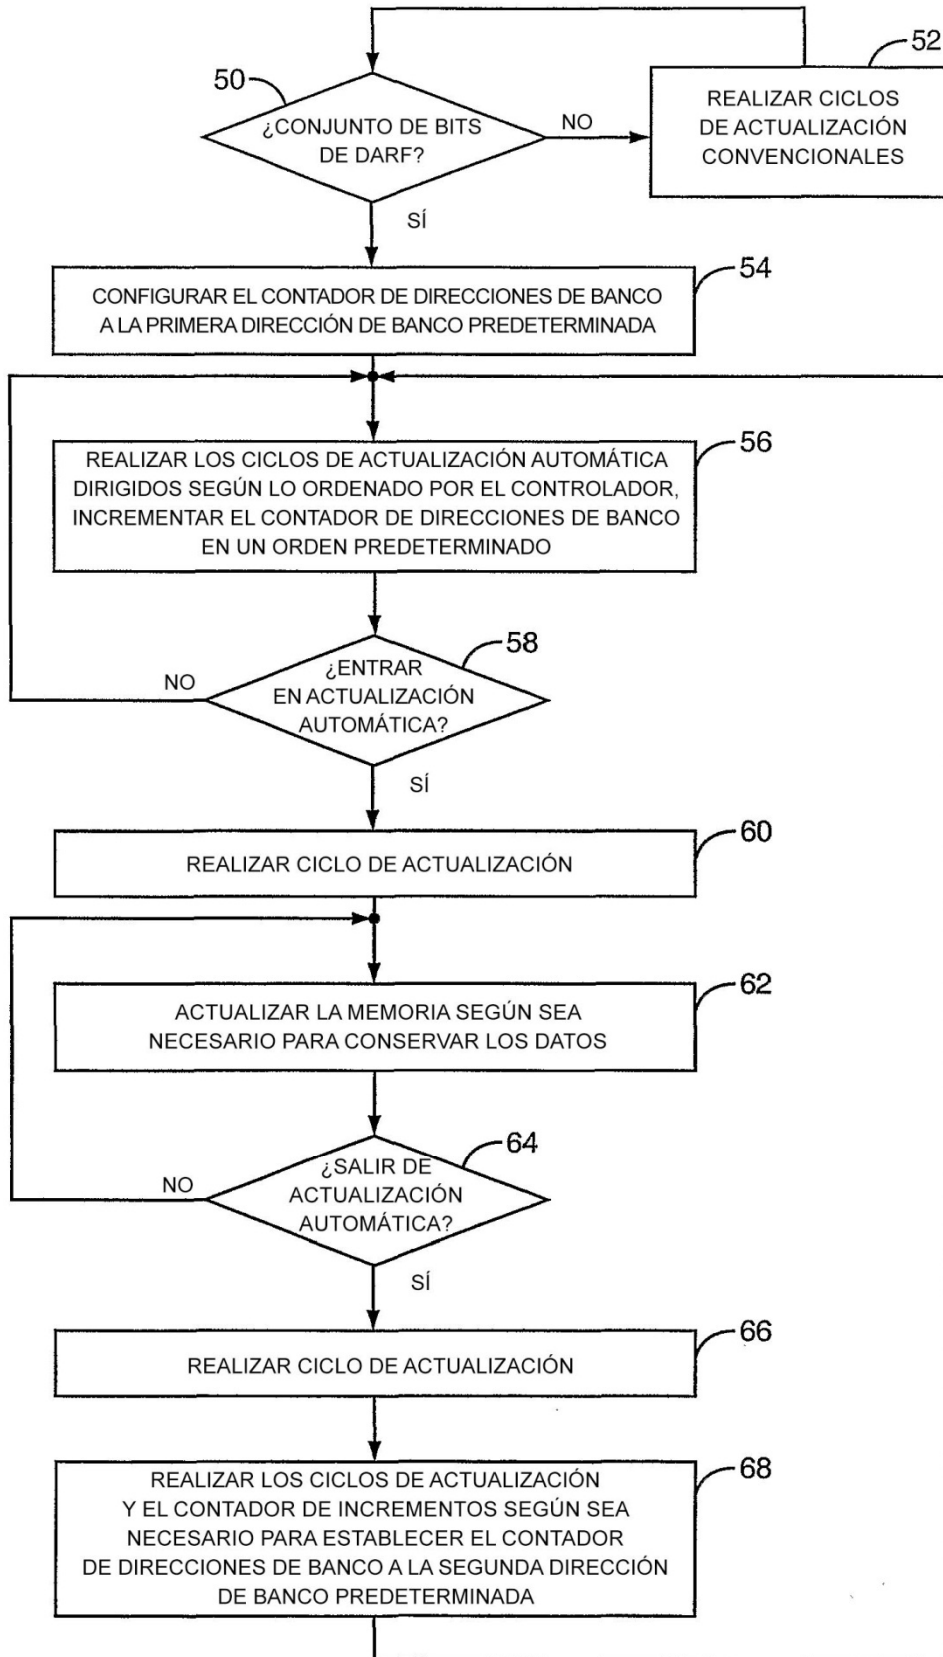 52
50
REALIZAR CICLOS
DE ACTUALIZACIÓN
CONVENCIONALES
¿CONJUNTO DE BITS
DE DARF?
NO
SÍ
54
CONFIGURAR EL CONTADOR DE DIRECCIONES DE BANCO
A LA PRIMERA DIRECCIÓN DE BANCO PREDETERMINADA
56
REALIZAR LOS CICLOS DE ACTUALIZACIÓN AUTOMÁTICA
DIRIGIDOS SEGÚN LO ORDENADO POR EL CONTROLADOR,
INCREMENTAR EL CONTADOR DE DIRECCIONES DE BANCO
EN UN ORDEN PREDETERMINADO
58
¿ENTRAR
EN ACTUALIZACIÓN
AUTOMÁTICA?
NO
SÍ
60
REALIZAR CICLO DE ACTUALIZACIÓN
62
ACTUALIZAR LA MEMORIA SEGÚN SEA
NECESARIO PARA CONSERVAR LOS DATOS
64
¿SALIR DE
ACTUALIZACIÓN
AUTOMÁTICA?
NO
SÍ
66
REALIZAR CICLO DE ACTUALIZACIÓN
68
REALIZAR LOS CICLOS DE ACTUALIZACIÓN
Y EL CONTADOR DE INCREMENTOS SEGÚN SEA
NECESARIO PARA ESTABLECER EL CONTADOR
DE DIRECCIONES DE BANCO A LA SEGUNDA DIRECCIÓN
DE BANCO PREDETERMINADA